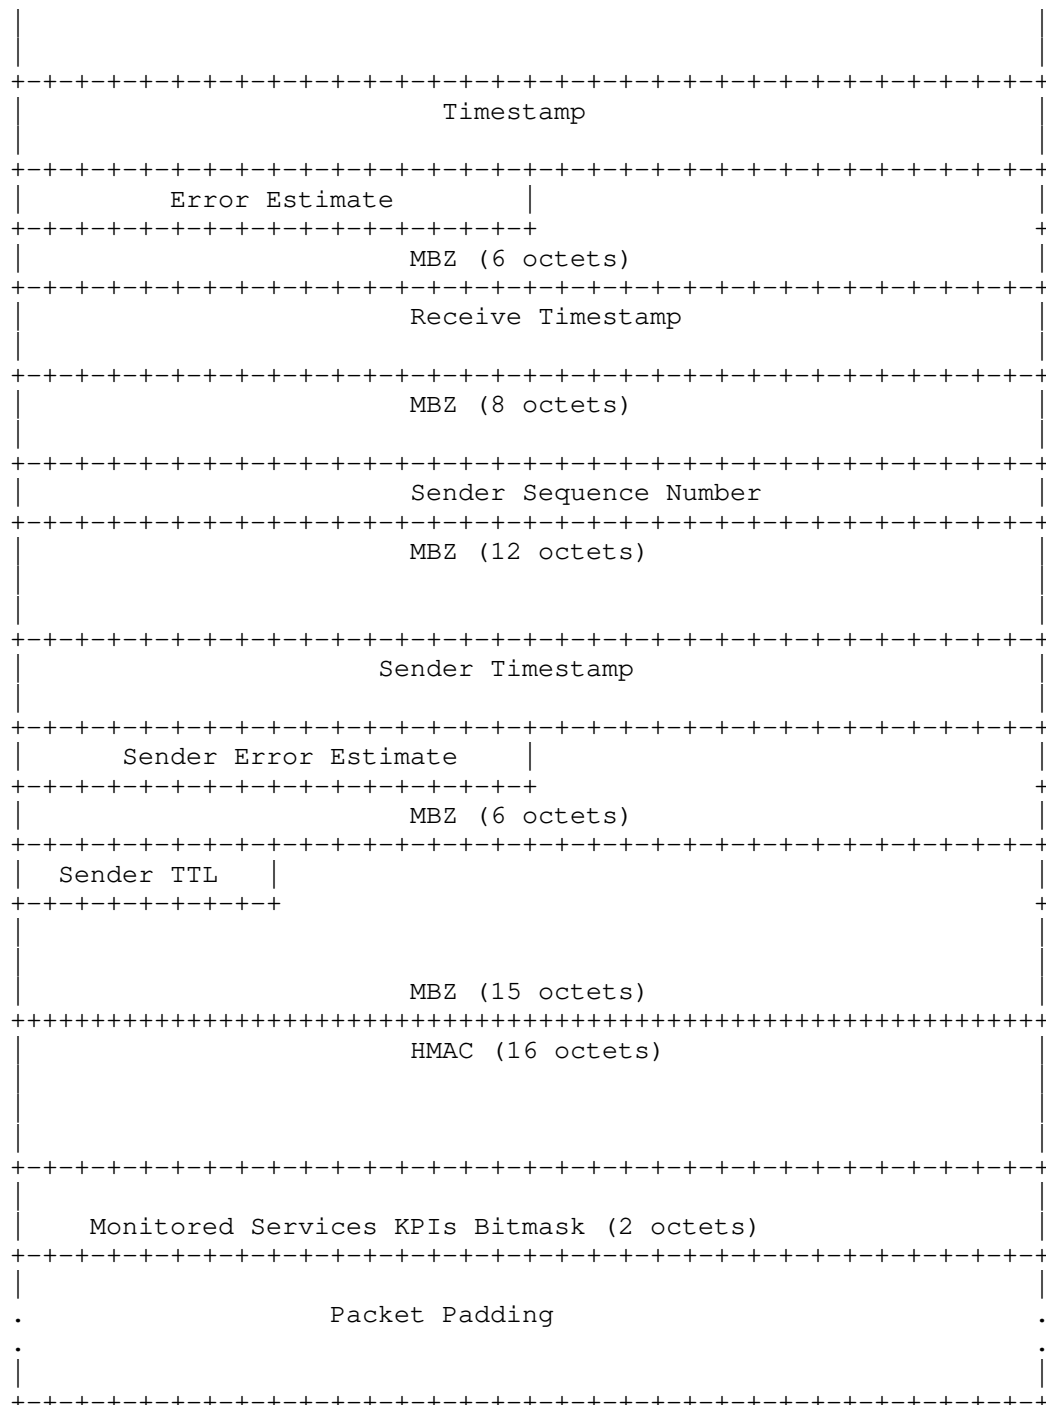 Timestamp
Error Estimate
MBZ (6 octets)
Receive Timestamp
MBZ (8 octets)
Sender Sequence Number
MBZ (12 octets)
Sender Timestamp
Sender Error Estimate
MBZ (6 octets)
Sender TTL
MBZ (15 octets)
HMAC (16 octets)
Monitored Services KPIs Bitmask (2 octets)
Packet Padding